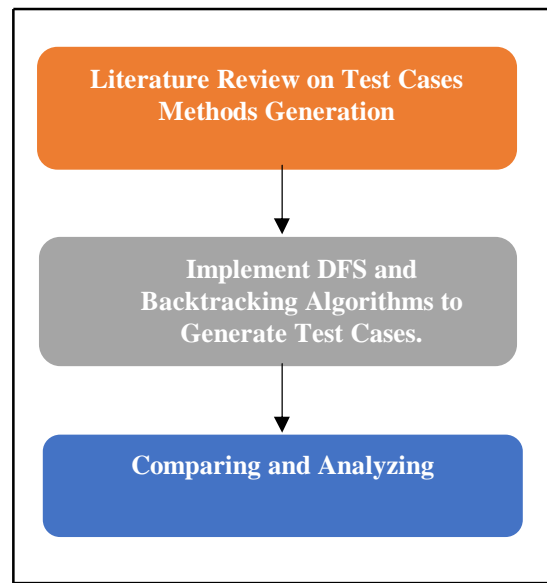 Literature Review on Test Cases
Methods Generation
Implement DFS and
Backtracking Algorithms to
Generate Test Cases.
Comparing and Analyzing